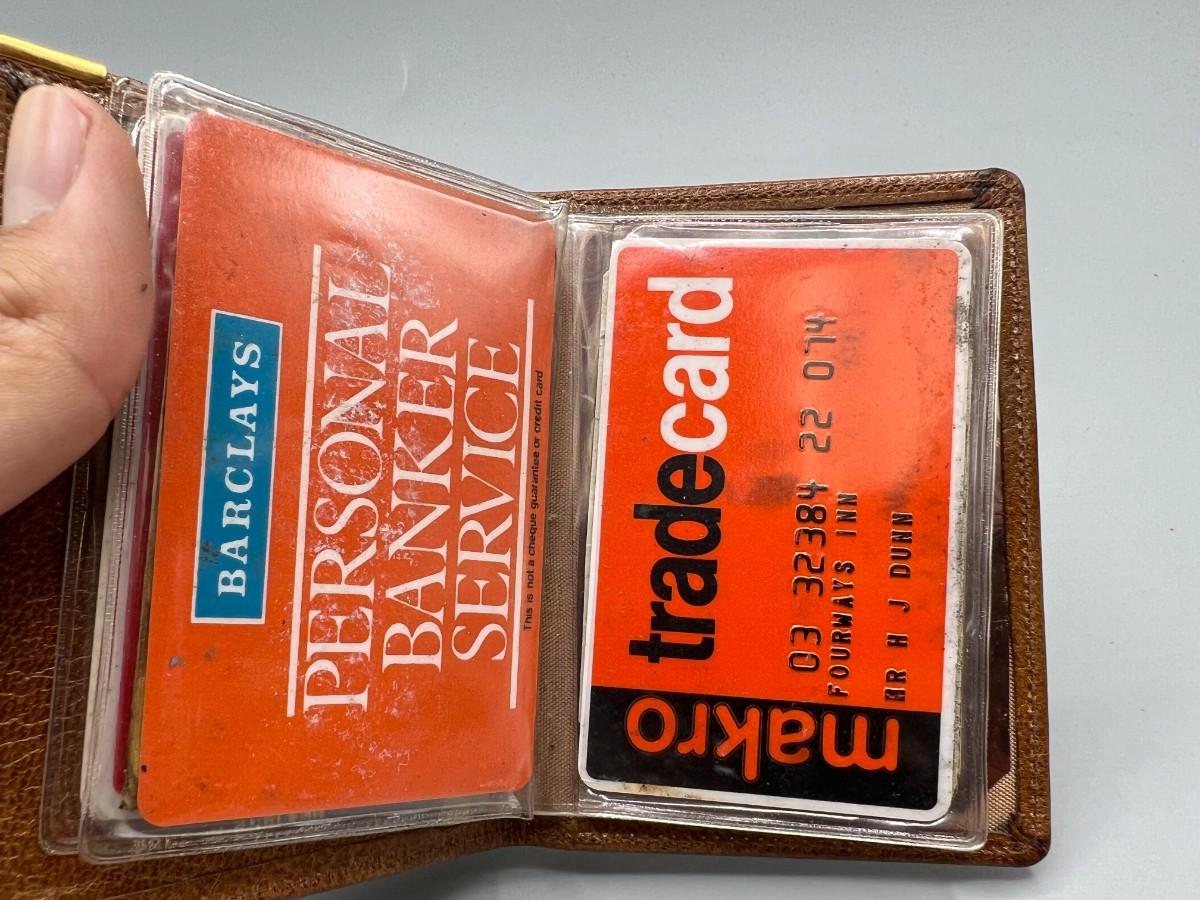 BARCLAYS
PERSONAL
BANKER
SERVICE
This is not a cheque guarantee or credit card
makro
tradecard
03 32384 22 074
FOURWAYS INN
MR H J DUNN